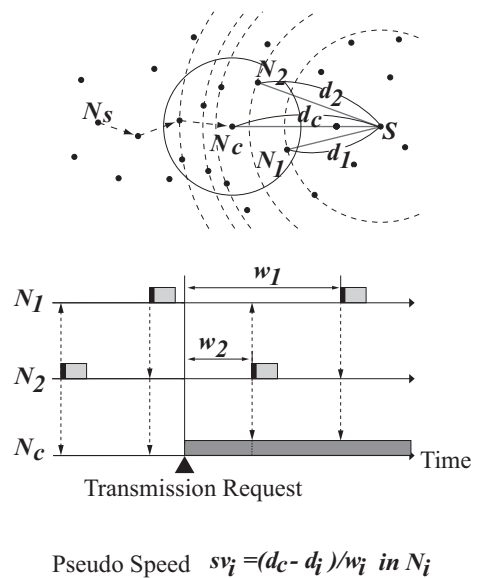 N2
d2
Ns
dc
S
Nc
N1
d1
w1
N1
w2
N2
Nc
Time
Transmission Request
Pseudo Speed svi =(dc - di )/wi in Ni